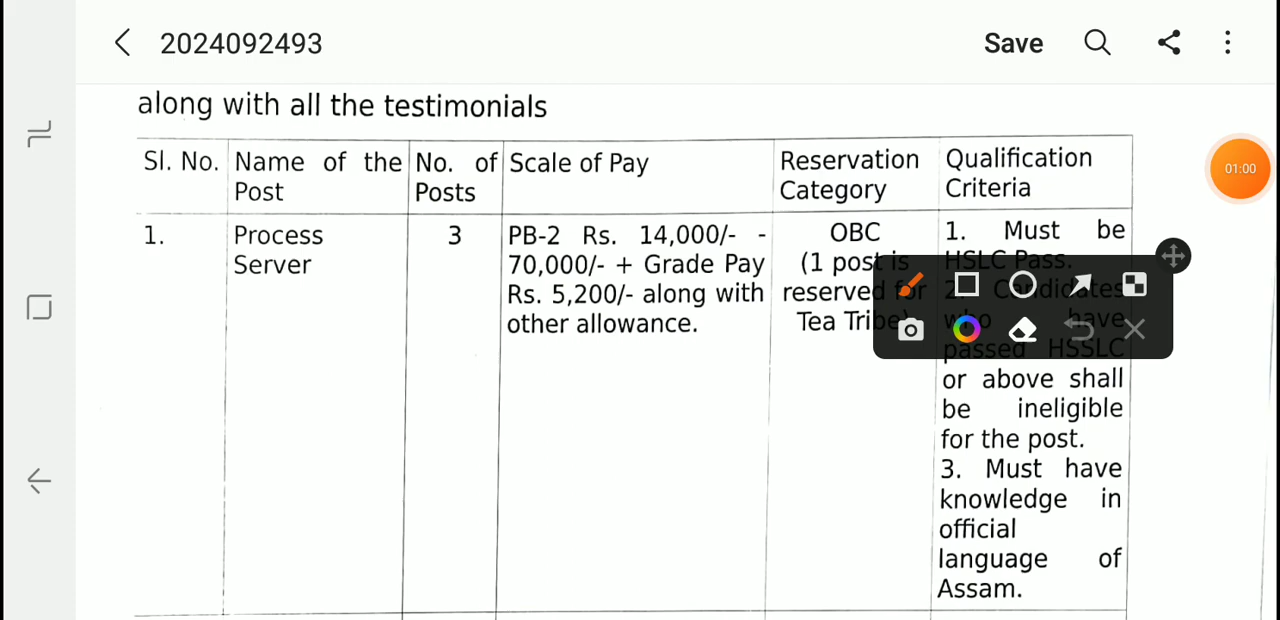 2024092493
Save
01:00
along with all the testimonials
Sl. No.
Name of the
Post
No. of
Posts
Scale of Pay
Reservation
Category
Qualification
Criteria
1.
Process
Server
3
PB-2 Rs. 14,000/- -
70,000/- + Grade Pay
Rs. 5,200/- along with
other allowance.
OBC
(1 post is
reserved for
Tea Tribe)
1. Must be
HSLC Pass.
2. Candidates
who have
passed HSSLC
or above shall
be ineligible
for the post.
3. Must have
knowledge in
official
language of
Assam.